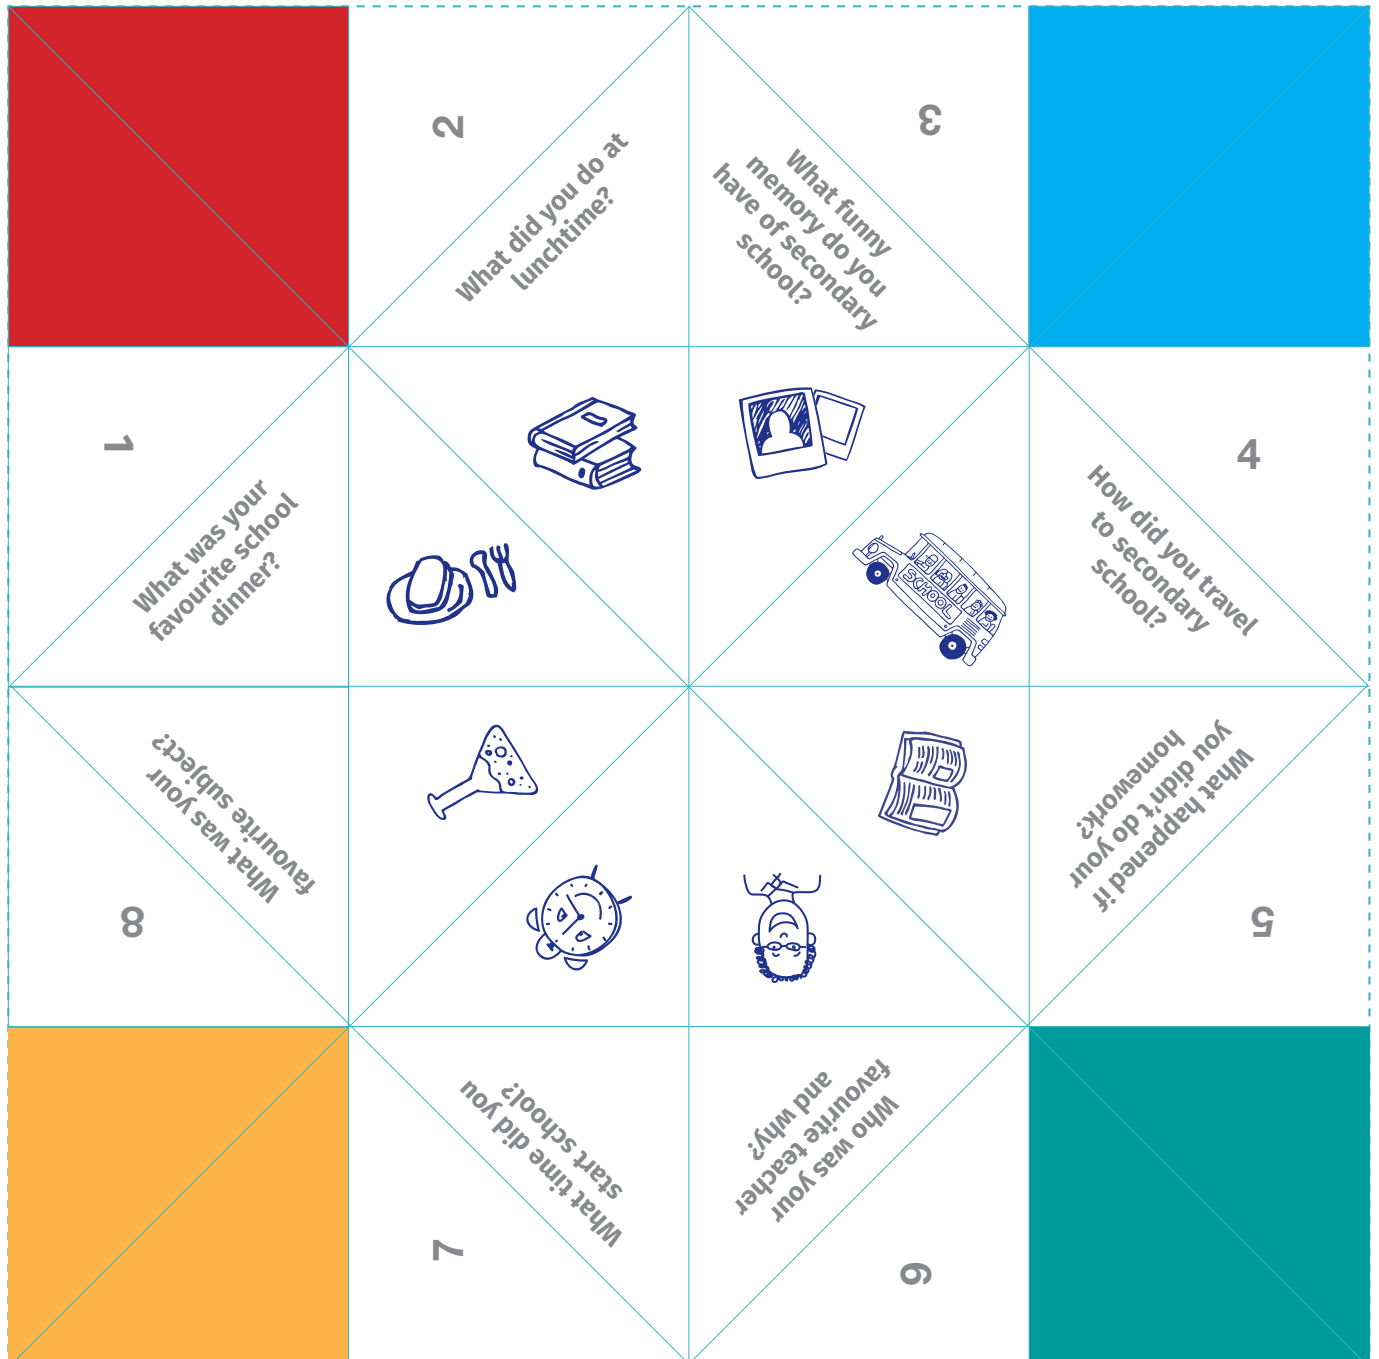 1
What was your
favourite school
dinner?
2
What did you do at
lunchtime?
3
What funny
memory do you
have of secondary
school?
4
How did you travel
to secondary
school?
5
What happened if
you didn't do your
homework?
6
Who was your
favourite teacher
and why?
7
What time did you
start school?
8
What was your
favourite subject?
SCHOOL